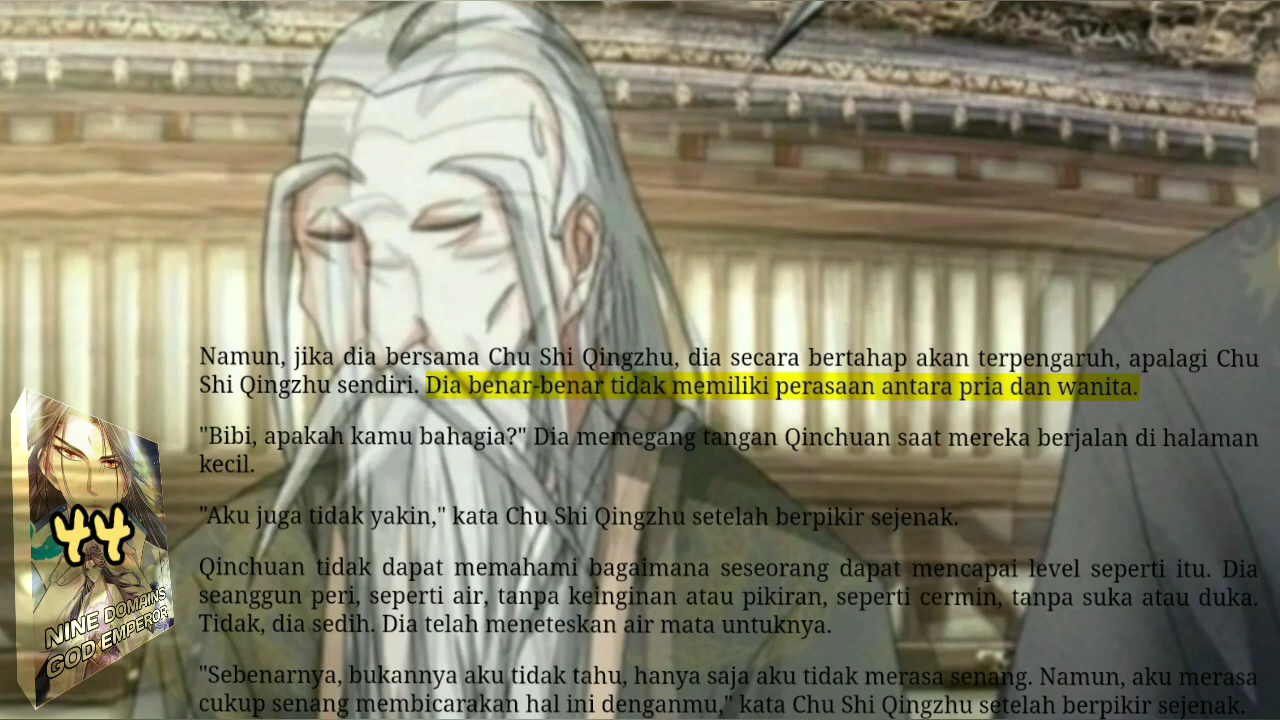 Namun, jika dia bersama Chu Shi Qingzhu, dia secara bertahap akan terpengaruh, apalagi Chu
Shi Qingzhu sendiri. Dia benar-benar tidak memiliki perasaan antara pria dan wanita.
"Bibi, apakah kamu bahagia?" Dia memegang tangan Qinchuan saat mereka berjalan di halaman
kecil.
"Aku juga tidak yakin," kata Chu Shi Qingzhu setelah berpikir sejenak.
Qinchuan tidak dapat memahami bagaimana seseorang dapat mencapai level seperti itu. Dia
seanggun peri, seperti air, tanpa keinginan atau pikiran, seperti cermin, tanpa suka atau duka.
Tidak, dia sedih. Dia telah meneteskan air mata untuknya.
"Sebenarnya, bukannya aku tidak tahu, hanya saja aku tidak merasa senang. Namun, aku merasa
cukup senang membicarakan hal ini denganmu," kata Chu Shi Qingzhu setelah berpikir sejenak.
44
NINE DOMAINS
GOD EMPEROR